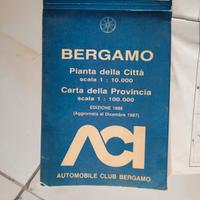 BERGAMO
Pianta della Città
scala 1 : 10.000
Carta della Provincia
scala 1 : 100.000
EDIZIONE 1988
(Aggiornata al Dicembre 1987)
ACI
AUTOMOBILE CLUB BERGAMO